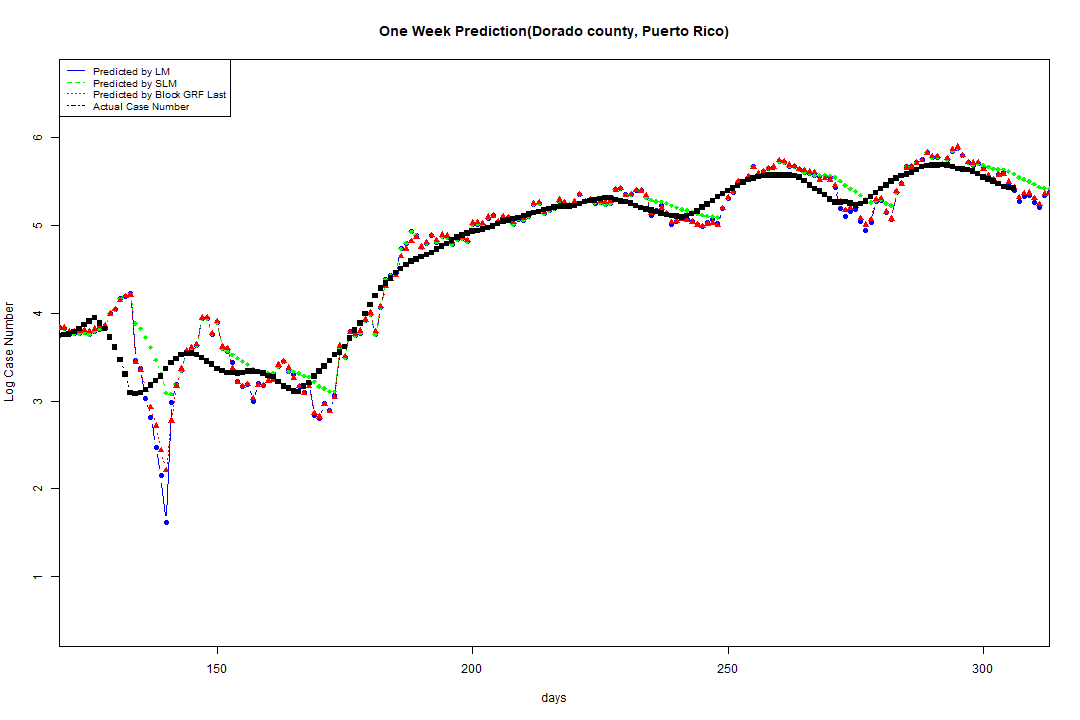 One Week Prediction(Dorado county, Puerto Rico)
Predicted by LM
Predicted by SLM
Predicted by Block GRF Last
Actual Case Number
6
5
4
3
2
1
Log Case Number
150
200
250
300
days